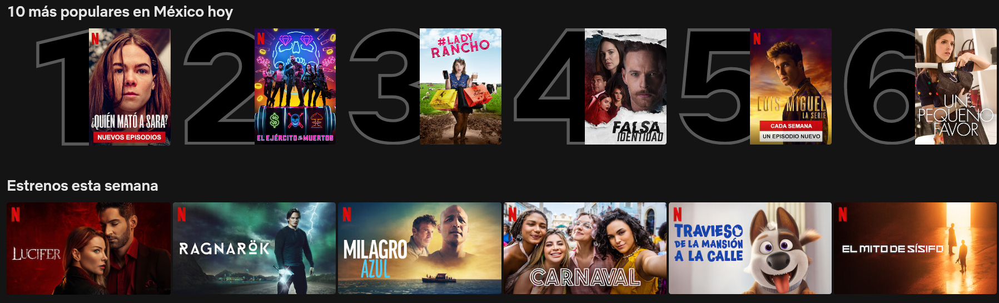 10 más populares en México hoy
1
N
¿QUIÉN MATÓ A SARA?
NUEVOS EPISODIOS
2
N
$
EL EJÉRCITO DE LOS MUERTOS
3
#LADY
RANCHO
4
FALSA
IDENTIDAD
5
N
LUIS MIGUEL
LA SERIE
CADA SEMANA
UN EPISODIO NUEVO
6
UN
PEQUEÑO
FAVOR
Estrenos esta semana
N
LUCIFER
N
RAGNARÖK
N
MILAGRO
AZUL
N
CARNAVAL
N
TRAVIESO
DE LA MANSIÓN
A LA CALLE
N
EL MITO DE SÍSIFO